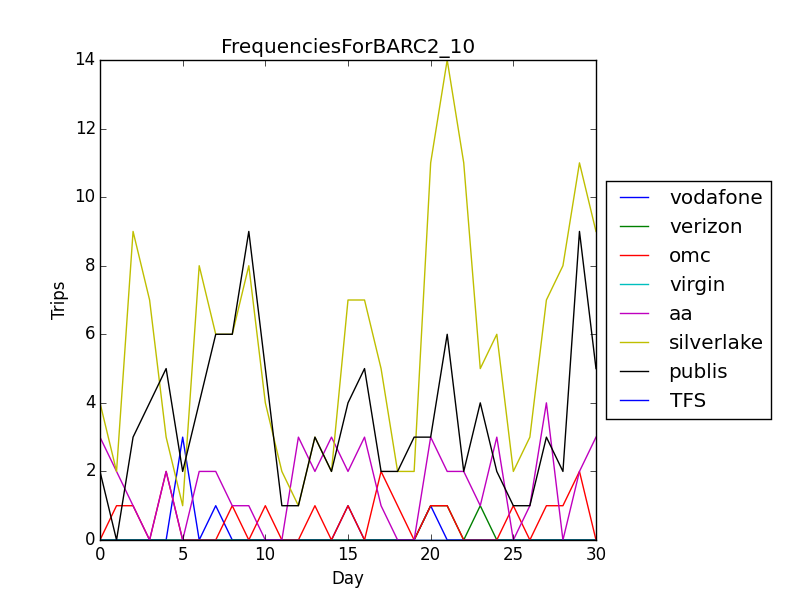 FrequenciesForBARC2_10
Trips
14
12
10
8
6
4
2
0
0 5 10 15 20 25 30
Day
vodafone
verizon
omc
virgin
aa
silverlake
publis
TFS